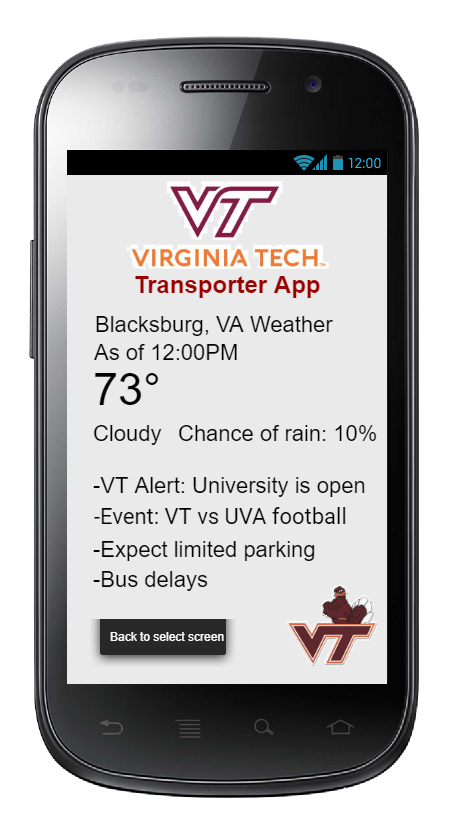 12:00
VT
VIRGINIA TECH™
Transporter App
Blacksburg, VA Weather
As of 12:00PM
73°
Cloudy Chance of rain: 10%
-VT Alert: University is open
-Event: VT vs UVA football
-Expect limited parking
-Bus delays
Back to select screen
VT